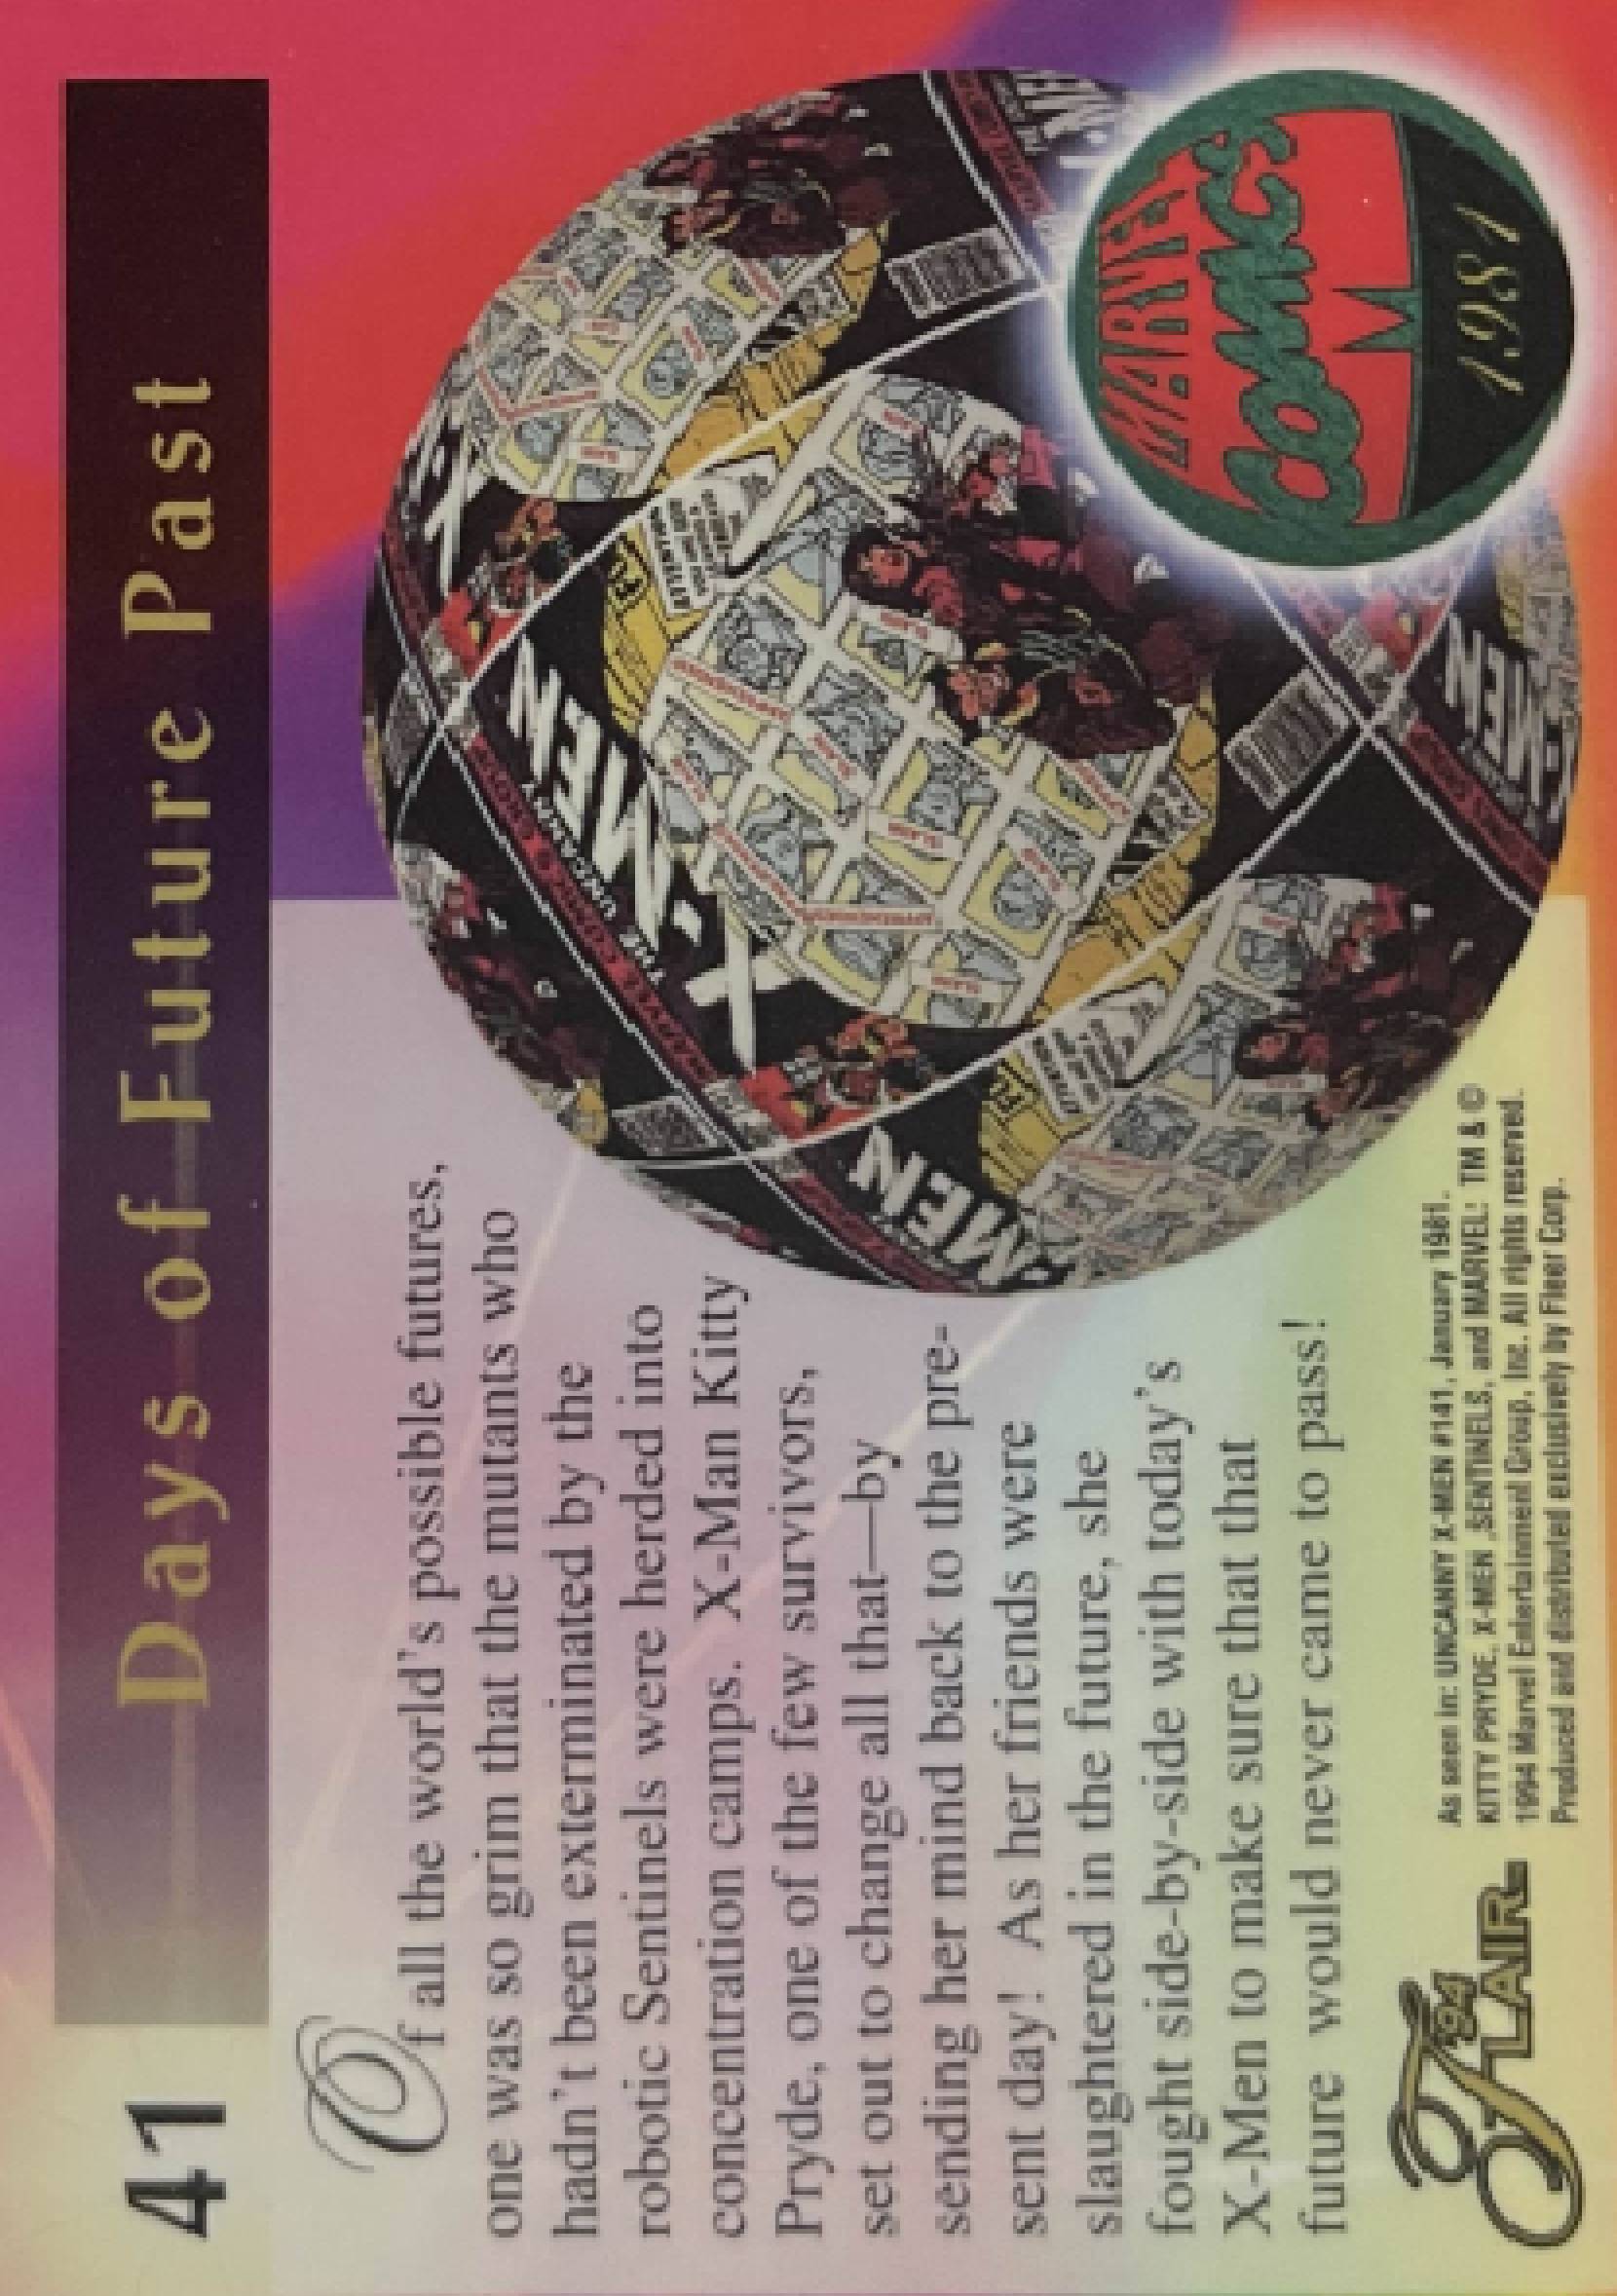 41
Days of Future Past
Of all the world's possible futures,
one was so grim that the mutants who
hadn't been exterminated by the
robotic Sentinels were herded into
concentration camps. X-Man Kitty
Pryde, one of the few survivors,
set out to change all that—by
sending her mind back to the pre-
sent day! As her friends were
slaughtered in the future, she
fought side-by-side with today's
X-Men to make sure that that
future would never came to pass!
MARVEL COMICS GROUP
THE UNCANNY
X-MEN
ATTENTION
X-MEN
MARVEL
COMICS
M
1981
'94
FLAIR
As seen in: UNCANNY X-MEN #141, January 1981.
KITTY PRYDE, X-MEN ,SENTINELS, and MARVEL: TM & ©
1994 Marvel Entertainment Group, Inc. All rights reserved.
Produced and distributed exclusively by Fleer Corp.